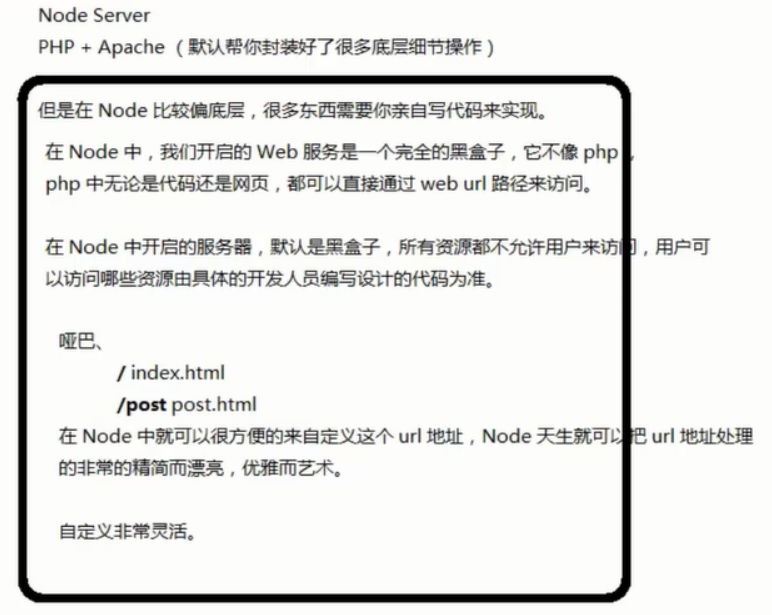 Node Server
PHP + Apache （默认帮你封装好了很多底层细节操作）
但是在 Node 比较偏底层，很多东西需要你亲自写代码来实现。
在 Node 中，我们开启的 Web 服务是一个完全的黑盒子，它不像 php，
php 中无论是代码还是网页，都可以直接通过 web url 路径来访问。
在 Node 中开启的服务器，默认是黑盒子，所有资源都不允许用户来访问，用户可
以访问哪些资源由具体的开发人员编写设计的代码为准。
哑巴、
/ index.html
/post post.html
在 Node 中就可以很方便的来自定义这个 url 地址，Node 天生就可以把 url 地址处理
的非常的精简而漂亮，优雅而艺术。
自定义非常灵活。